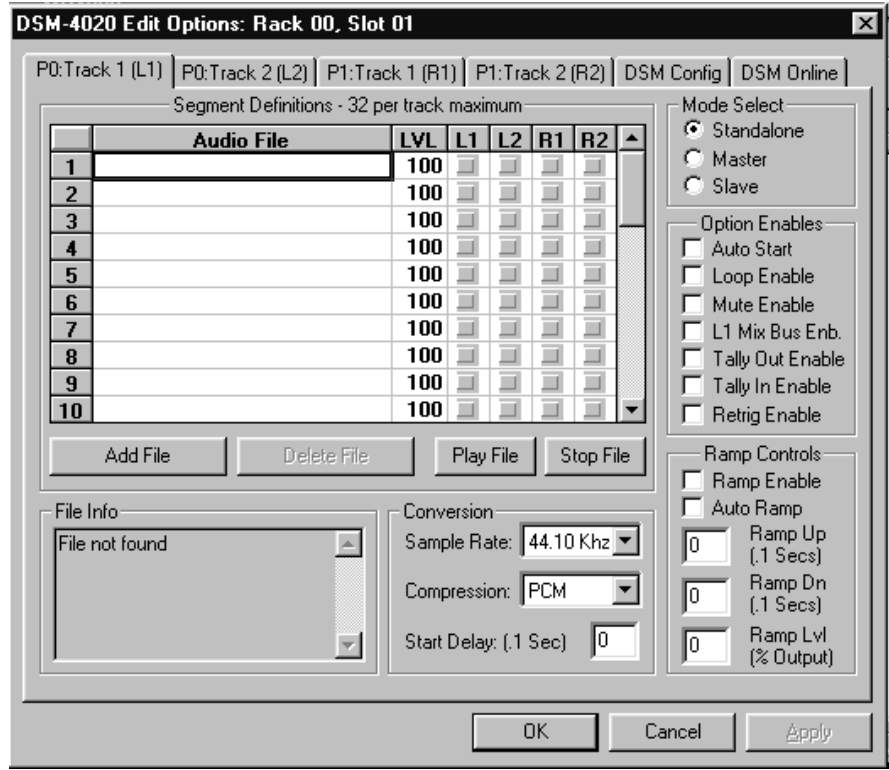 DSM-4020 Edit Options: Rack 00, Slot 01
P0:Track 1 (L1) P0:Track 2 (L2) P1:Track 1 (R1) P1:Track 2 (R2) DSM Config DSM Online
Segment Definitions - 32 per track maximum
Audio File LVL L1 L2 R1 R2
1 100
2 100
3 100
4 100
5 100
6 100
7 100
8 100
9 100
10 100
Add File Delete File Play File Stop File
File Info
File not found
Conversion
Sample Rate: 44.10 Khz
Compression: PCM
Start Delay: (.1 Sec) 0
Mode Select
Standalone
Master
Slave
Option Enables
Auto Start
Loop Enable
Mute Enable
L1 Mix Bus Enb.
Tally Out Enable
Tally In Enable
Retrig Enable
Ramp Controls
Ramp Enable
Auto Ramp
0 Ramp Up
(.1 Secs)
0 Ramp Dn
(.1 Secs)
0 Ramp Lvl
(% Output)
OK Cancel Apply